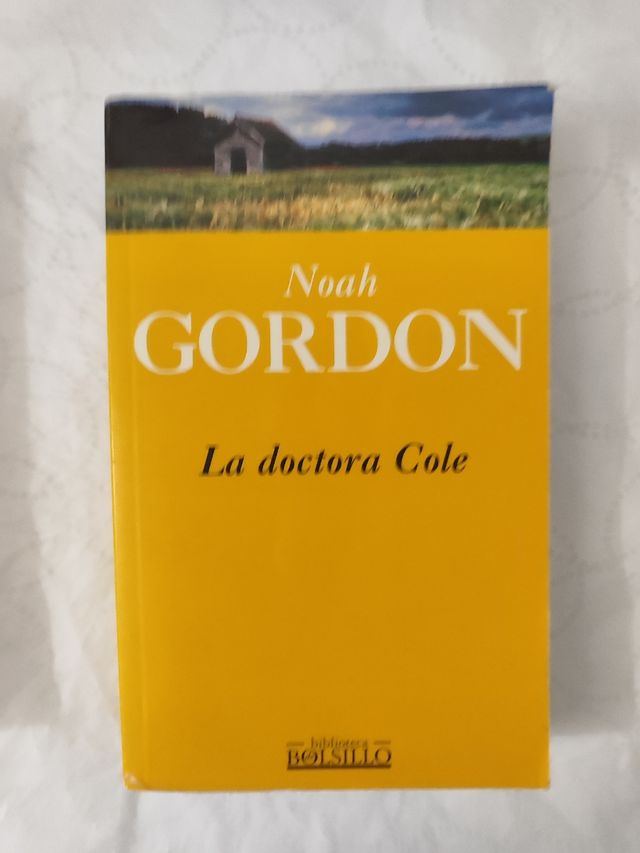 Noah
GORDON
La doctora Cole
biblioteca
BOLSILLO